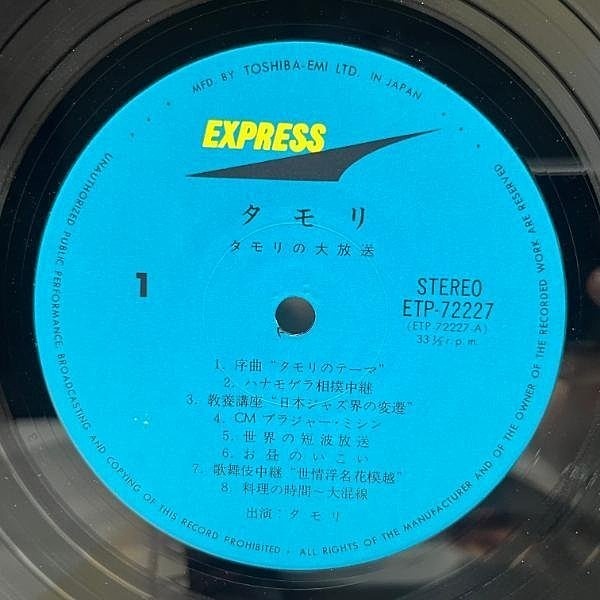 MFD. BY TOSHIBA-EMI LTD. IN JAPAN
EXPRESS
タモリ
タモリの大放送
1
STEREO
ETP-72227
(ETP-72227-A)
33⅓ r.p.m.
1. 序曲“タモリのテーマ”
2. ハナモゲラ相撲中継
3. 教養講座“日本ジャズ界の変遷”
4. CM ブラジャー・ミシン
5. 世界の短波放送
6. お昼のいこい
7. 歌舞伎中継“世情浮名花模越”
8. 料理の時間〜大混線
出演：タモリ
UNAUTHORIZED PUBLIC PERFORMANCE, BROADCASTING AND COPYING OF THIS RECORD PROHIBITED • ALL RIGHTS OF THE MANUFACTURER AND OF THE OWNER OF THE RECORDED WORK ARE RESERVED